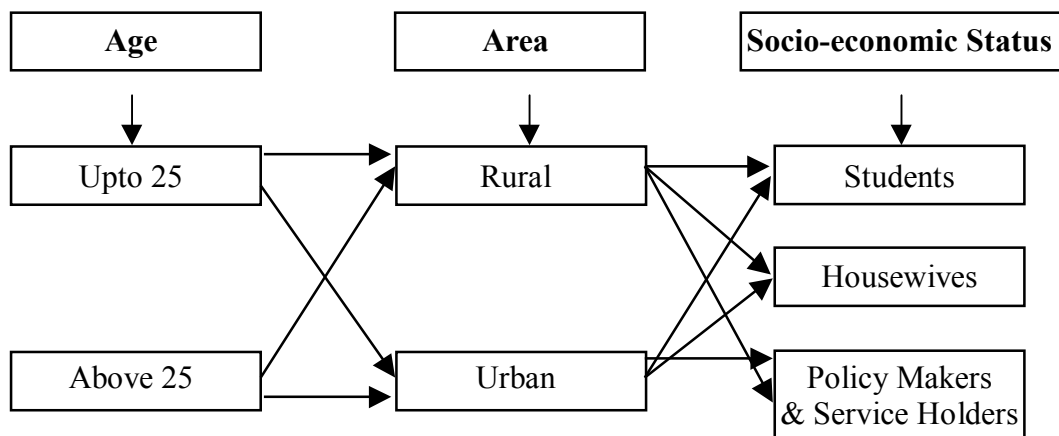 Age
Area
Socio-economic Status
Upto 25
Rural
Students
Housewives
Above 25
Urban
Policy Makers
& Service Holders